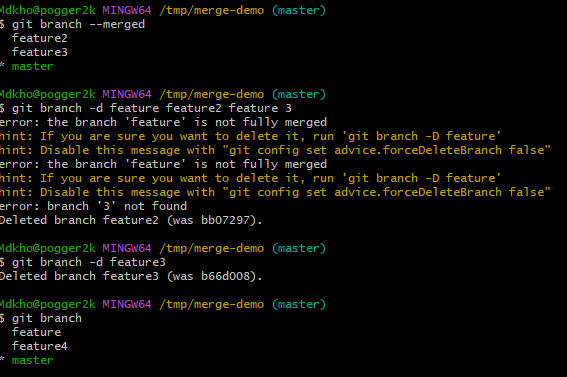 Mdkho@pogger2k MINGW64 /tmp/merge-demo (master)
$ git branch --merged
  feature2
  feature3
* master
Mdkho@pogger2k MINGW64 /tmp/merge-demo (master)
$ git branch -d feature feature2 feature 3
error: the branch 'feature' is not fully merged
hint: If you are sure you want to delete it, run 'git branch -D feature'
hint: Disable this message with "git config set advice.forceDeleteBranch false"
error: the branch 'feature' is not fully merged
hint: If you are sure you want to delete it, run 'git branch -D feature'
hint: Disable this message with "git config set advice.forceDeleteBranch false"
error: branch '3' not found
Deleted branch feature2 (was bb07297).
Mdkho@pogger2k MINGW64 /tmp/merge-demo (master)
$ git branch -d feature3
Deleted branch feature3 (was b66d008).
Mdkho@pogger2k MINGW64 /tmp/merge-demo (master)
$ git branch
  feature
  feature4
* master